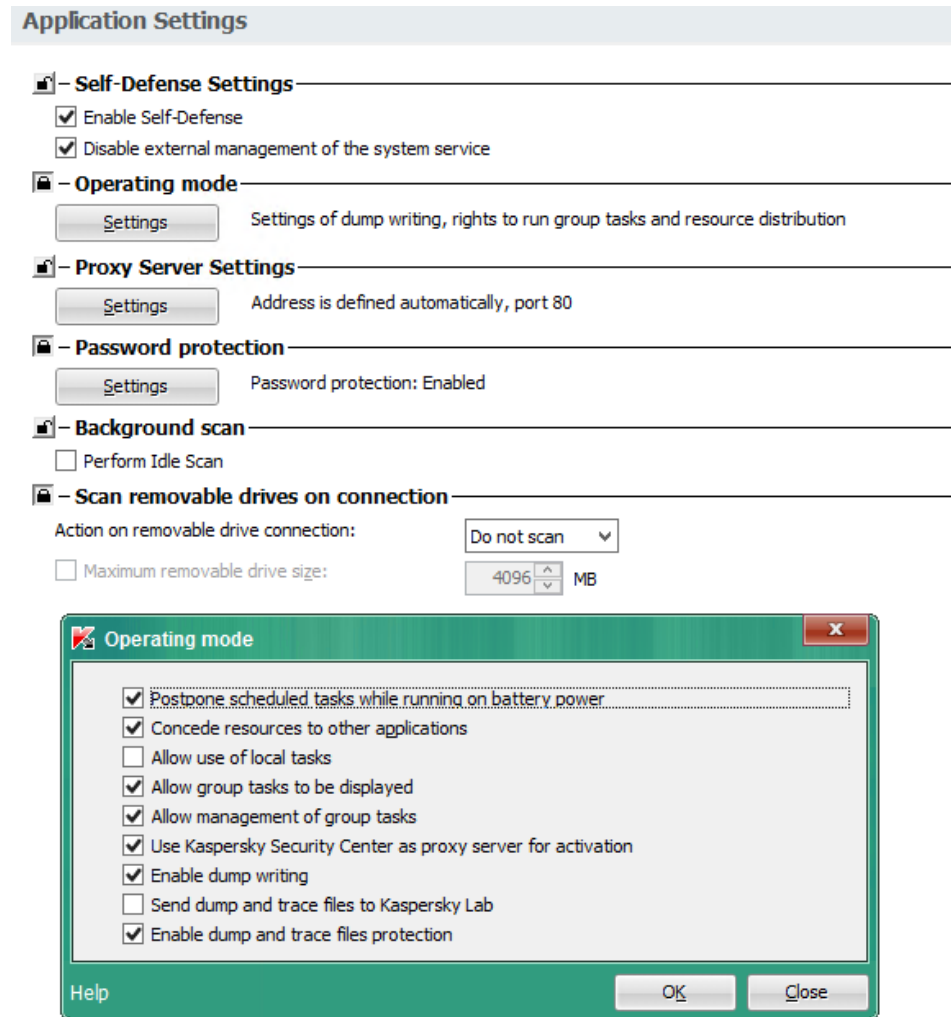 Application Settings
Self-Defense Settings
Enable Self-Defense
Disable external management of the system service
Operating mode
Settings Settings of dump writing, rights to run group tasks and resource distribution
Proxy Server Settings
Settings Address is defined automatically, port 80
Password protection
Settings Password protection: Enabled
Background scan
Perform Idle Scan
Scan removable drives on connection
Action on removable drive connection: Do not scan
Maximum removable drive size: 4096 MB
Operating mode x
Postpone scheduled tasks while running on battery power
Concede resources to other applications
Allow use of local tasks
Allow group tasks to be displayed
Allow management of group tasks
Use Kaspersky Security Center as proxy server for activation
Enable dump writing
Send dump and trace files to Kaspersky Lab
Enable dump and trace files protection
Help OK Close